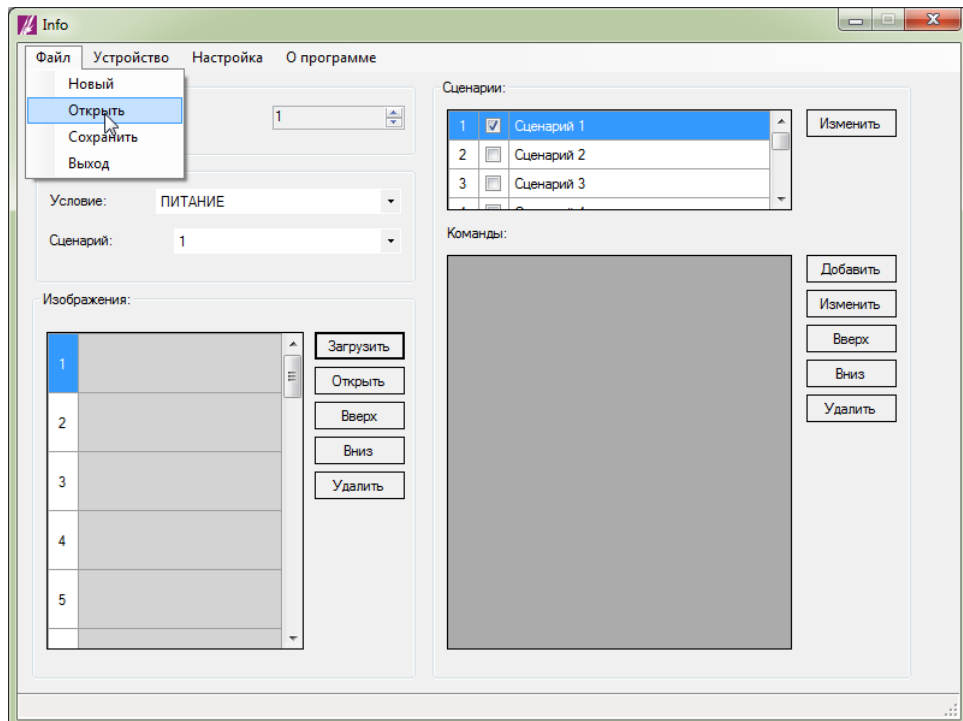 Info
Файл Устройство Настройка О программе
Новый
Открыть
Сохранить
Выход
1
Условие: ПИТАНИЕ
Сценарий: 1
Изображения:
1
2
3
4
5
Загрузить
Открыть
Вверх
Вниз
Удалить
Сценарии:
1 Сценарий 1
2 Сценарий 2
3 Сценарий 3
Изменить
Команды:
Добавить
Изменить
Вверх
Вниз
Удалить